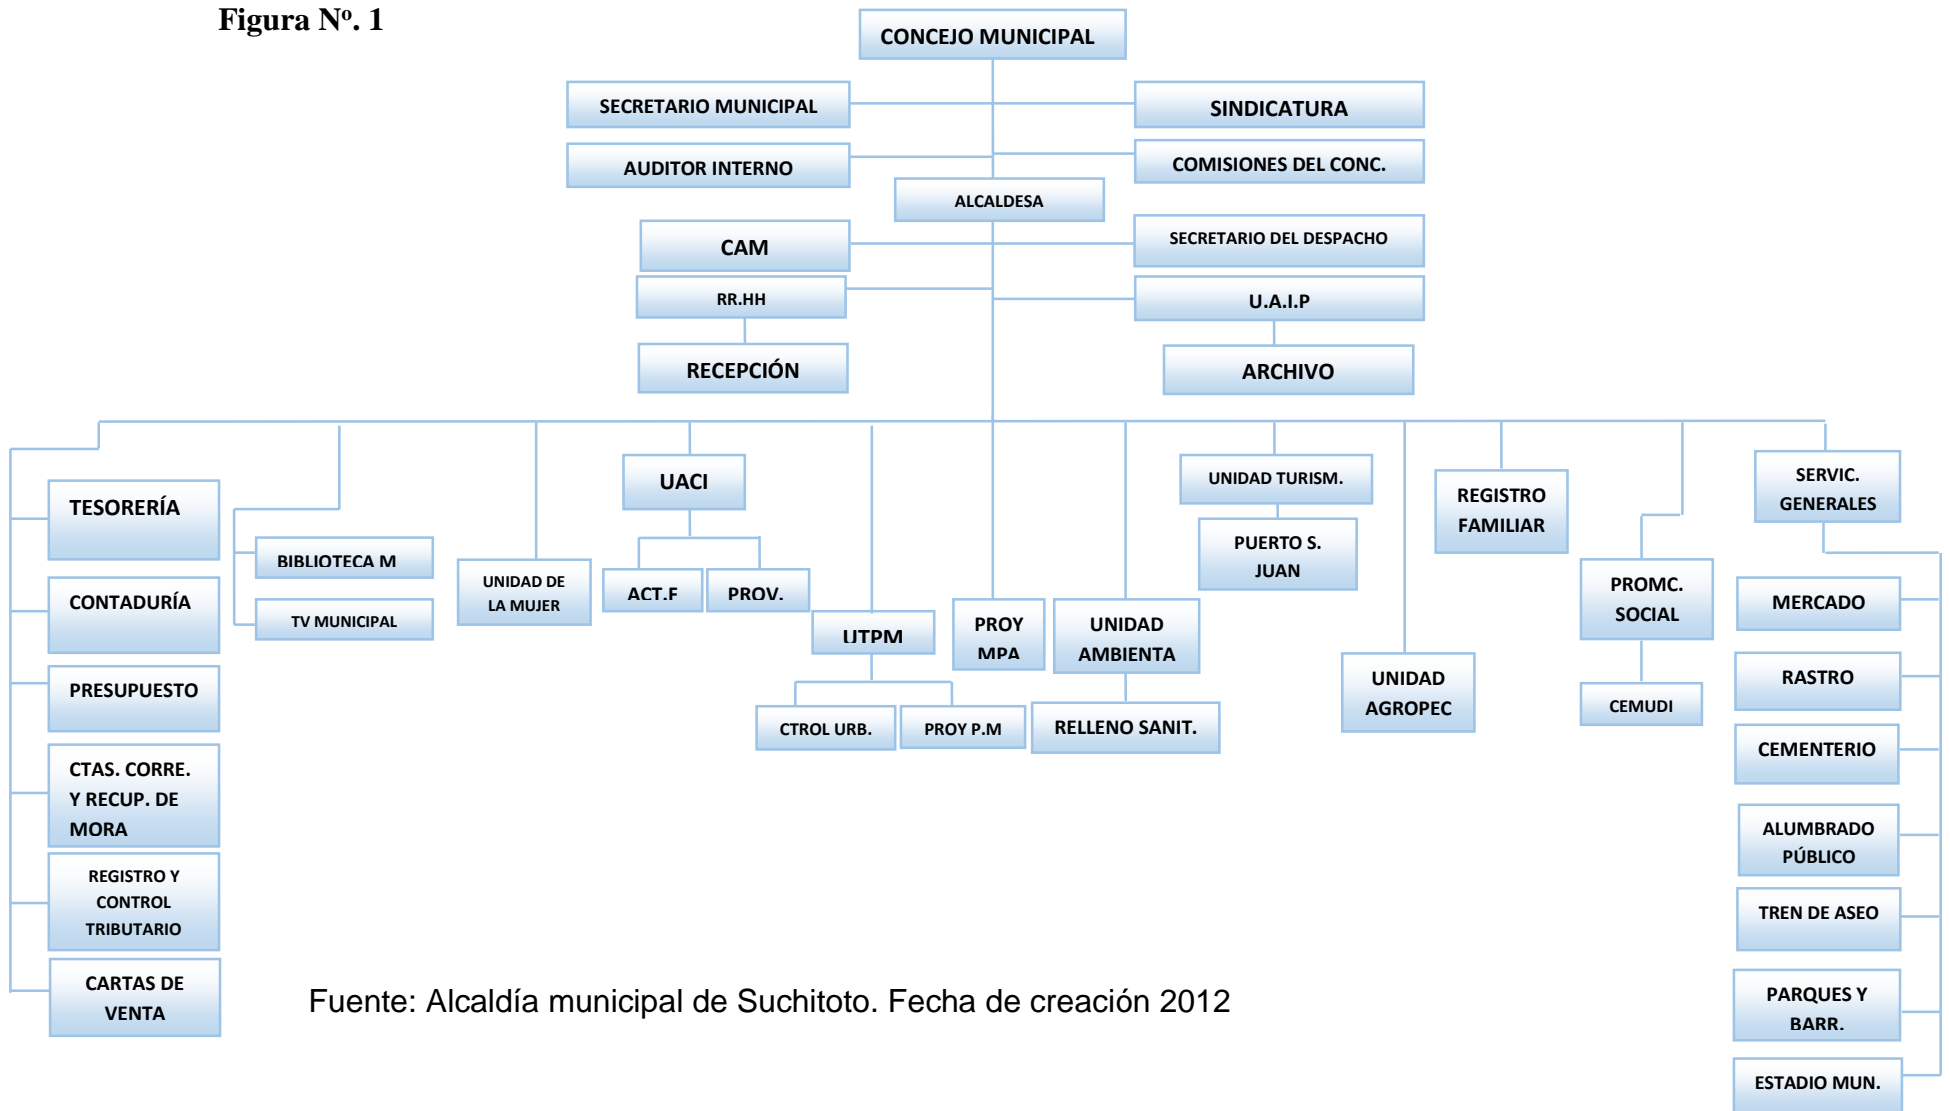 Figura Nº. 1
CONCEJO MUNICIPAL
SECRETARIO MUNICIPAL
SINDICATURA
AUDITOR INTERNO
COMISIONES DEL CONC.
ALCALDESA
CAM
SECRETARIO DEL DESPACHO
RR.HH
U.A.I.P
RECEPCIÓN
ARCHIVO
TESORERÍA
CONTADURÍA
PRESUPUESTO
CTAS. CORRE.
Y RECUP. DE
MORA
REGISTRO Y
CONTROL
TRIBUTARIO
CARTAS DE
VENTA
BIBLIOTECA M
TV MUNICIPAL
UNIDAD DE
LA MUJER
UACI
ACT.F
PROV.
UTPM
CTROL URB.
PROY P.M
PROY
MPA
UNIDAD
AMBIENTA
RELLENO SANIT.
UNIDAD TURISM.
PUERTO S.
JUAN
UNIDAD
AGROPEC
REGISTRO
FAMILIAR
PROMC.
SOCIAL
CEMUDI
SERVIC.
GENERALES
MERCADO
RASTRO
CEMENTERIO
ALUMBRADO
PÚBLICO
TREN DE ASEO
PARQUES Y
BARR.
ESTADIO MUN.
Fuente: Alcaldía municipal de Suchitoto. Fecha de creación 2012